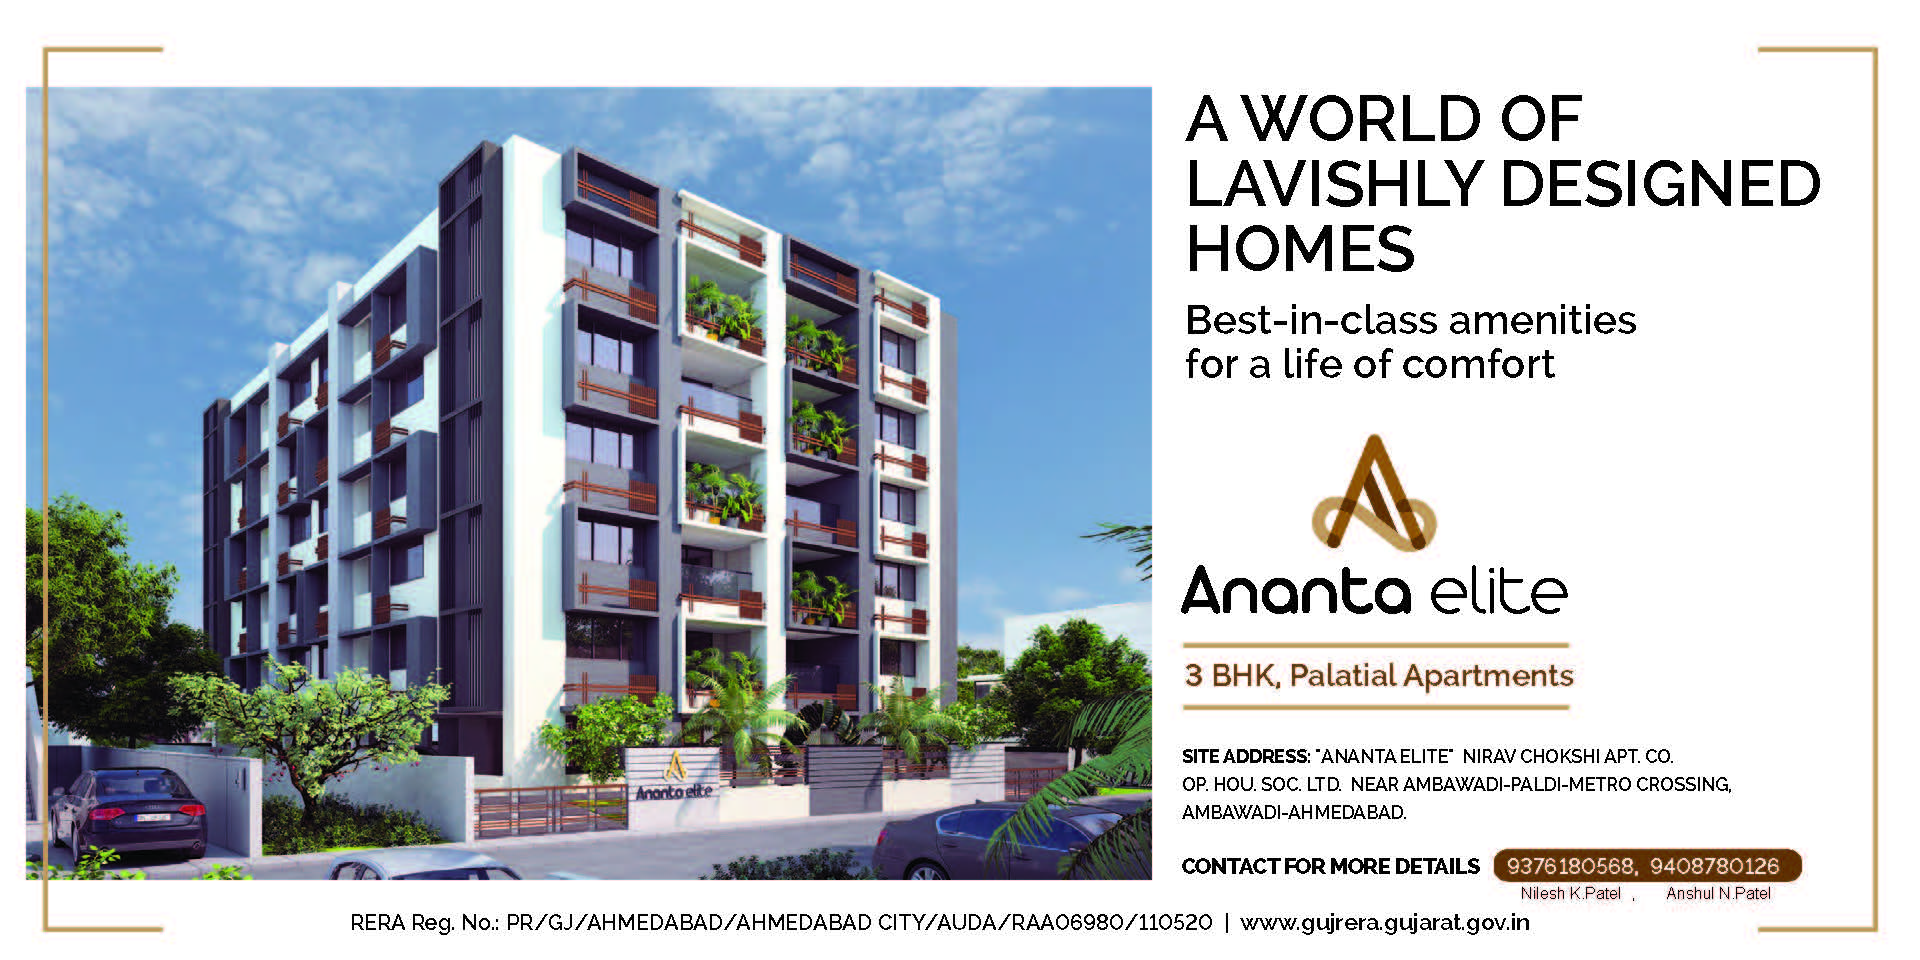 A WORLD OF
LAVISHLY DESIGNED
HOMES
Best-in-class amenities
for a life of comfort
Ananta elite
3 BHK, Palatial Apartments
SITE ADDRESS: "ANANTA ELITE" NIRAV CHOKSHI APT. CO.
OP. HOU. SOC. LTD. NEAR AMBAWADI-PALDI-METRO CROSSING,
AMBAWADI-AHMEDABAD.
CONTACT FOR MORE DETAILS 9376180568, 9408780126
Nilesh K.Patel , Anshul N.Patel
Ananta elite
RERA Reg. No.: PR/GJ/AHMEDABAD/AHMEDABAD CITY/AUDA/RAA06980/110520 | www.gujrera.gujarat.gov.in